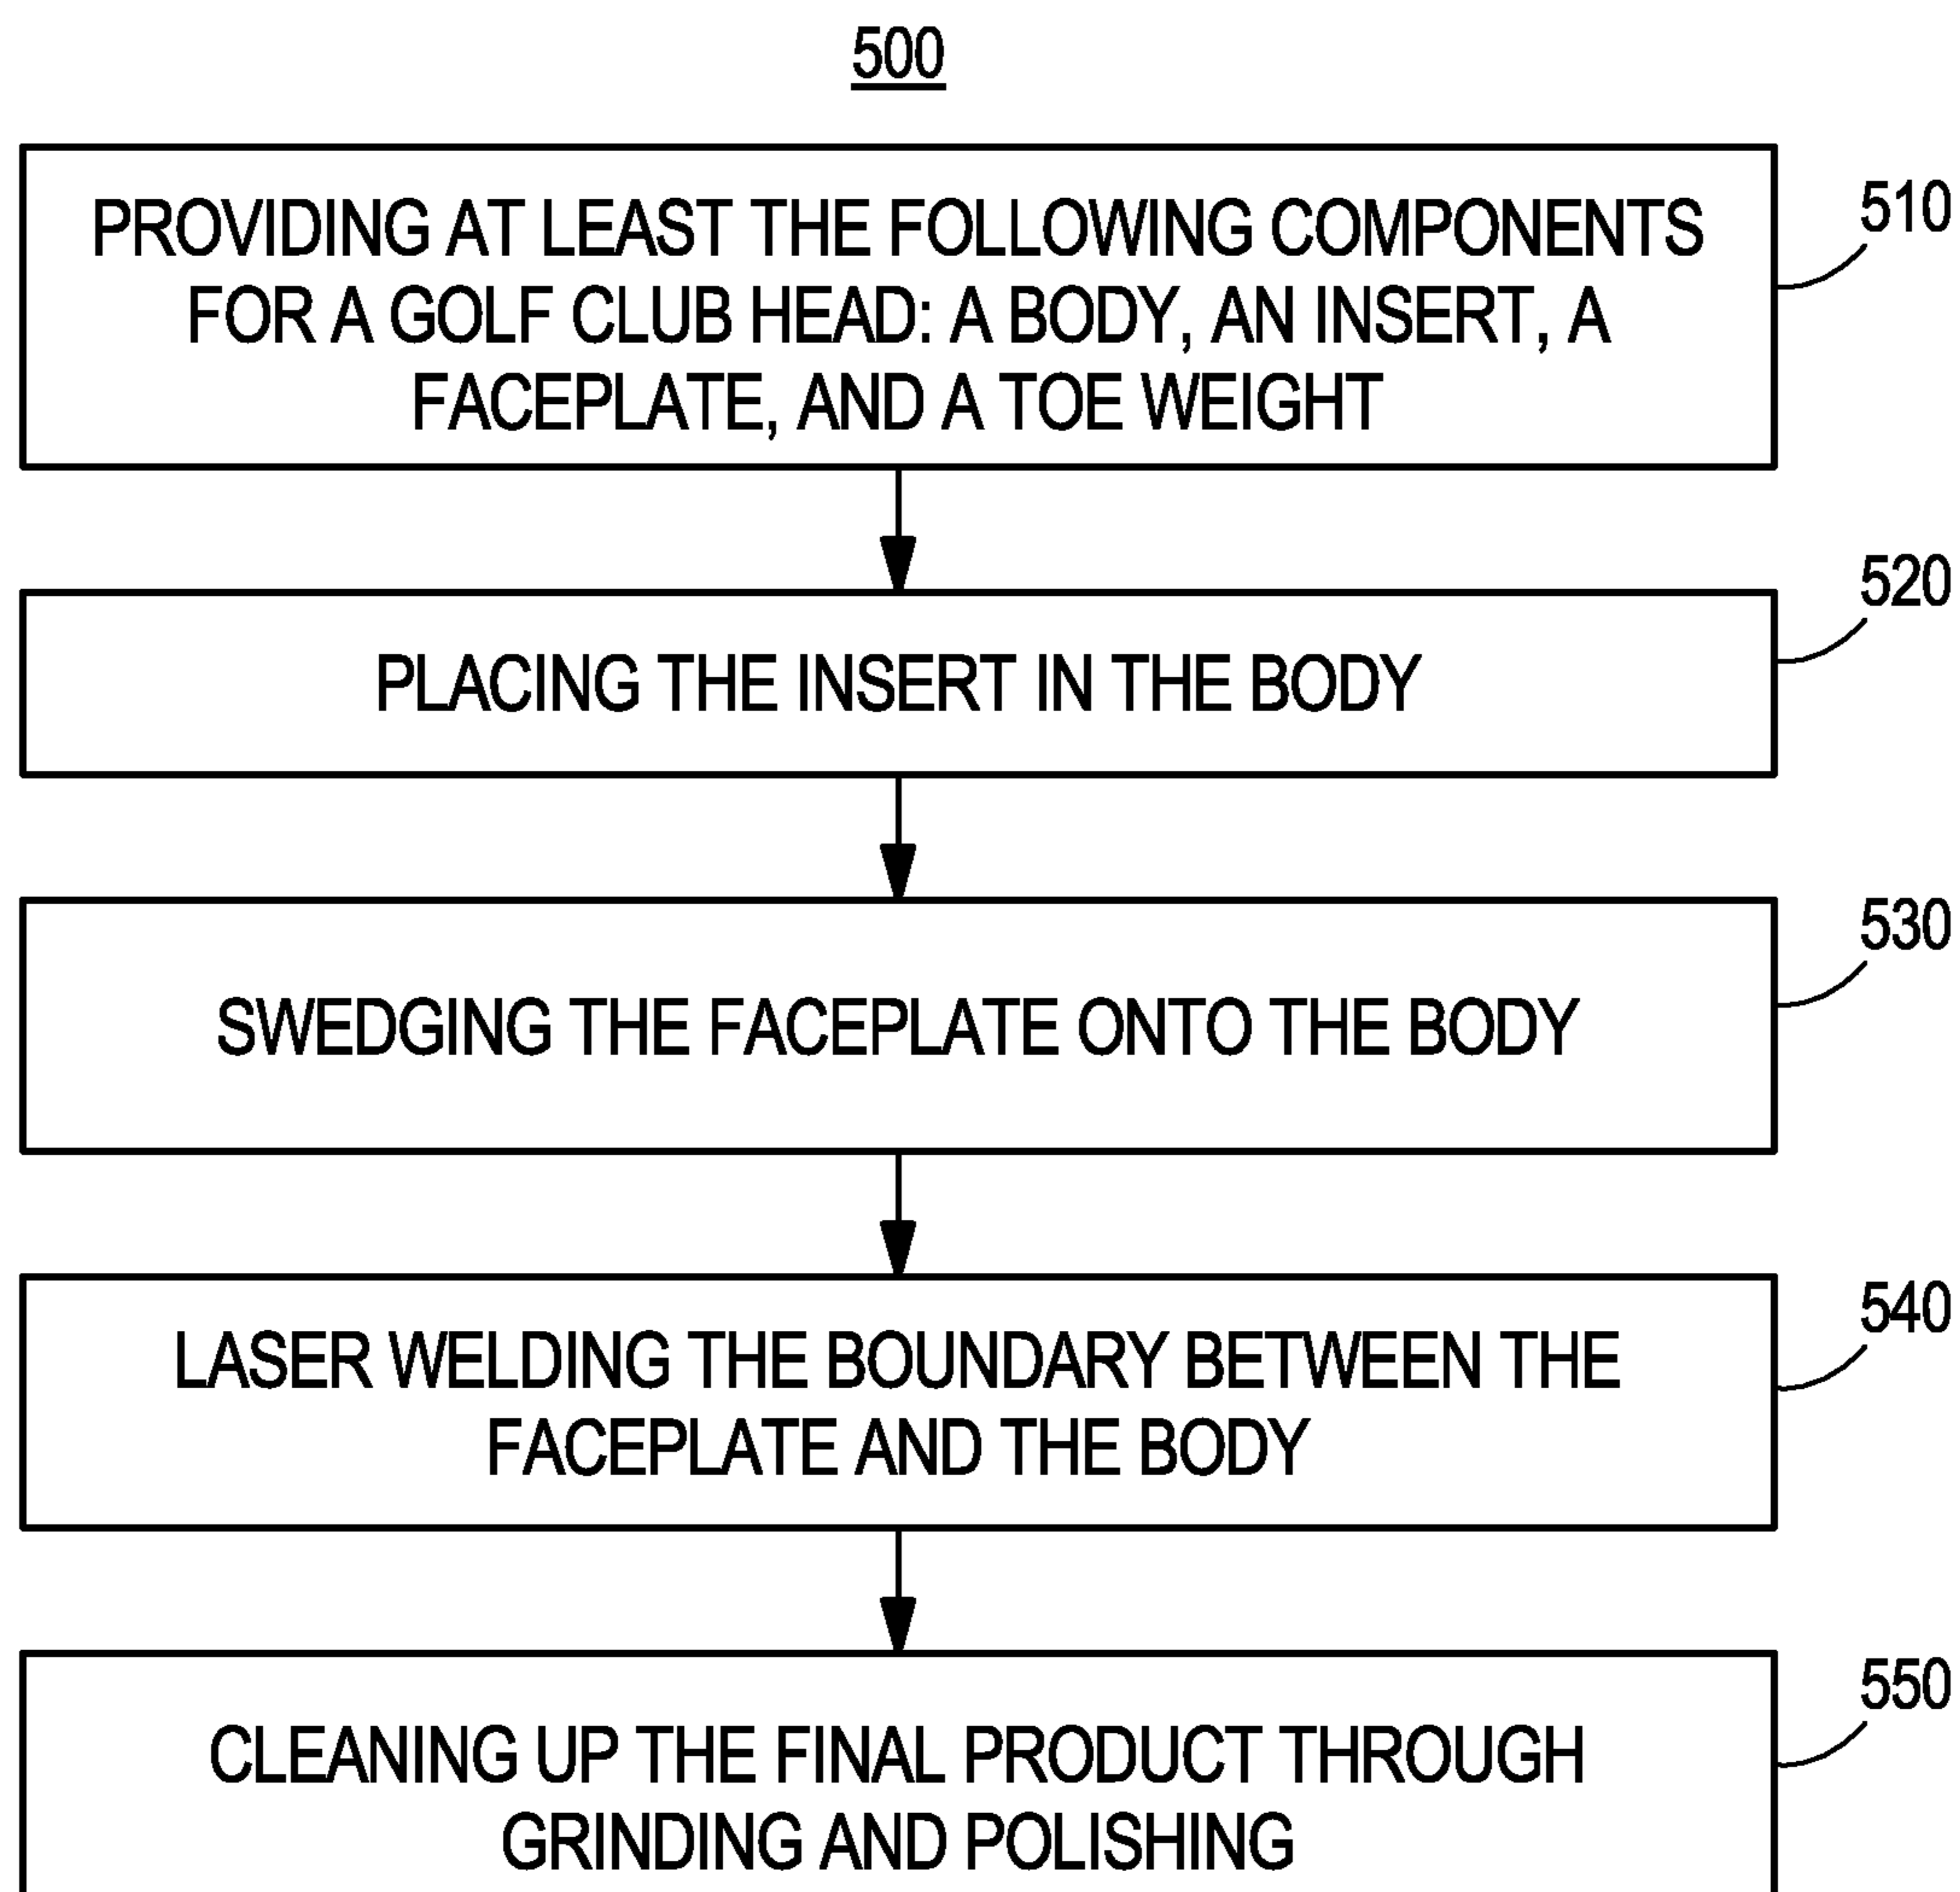 500
PROVIDING AT LEAST THE FOLLOWING COMPONENTS
FOR A GOLF CLUB HEAD: A BODY, AN INSERT, A
FACEPLATE, AND A TOE WEIGHT
510
PLACING THE INSERT IN THE BODY
520
SWEDGING THE FACEPLATE ONTO THE BODY
530
LASER WELDING THE BOUNDARY BETWEEN THE
FACEPLATE AND THE BODY
540
CLEANING UP THE FINAL PRODUCT THROUGH
GRINDING AND POLISHING
550